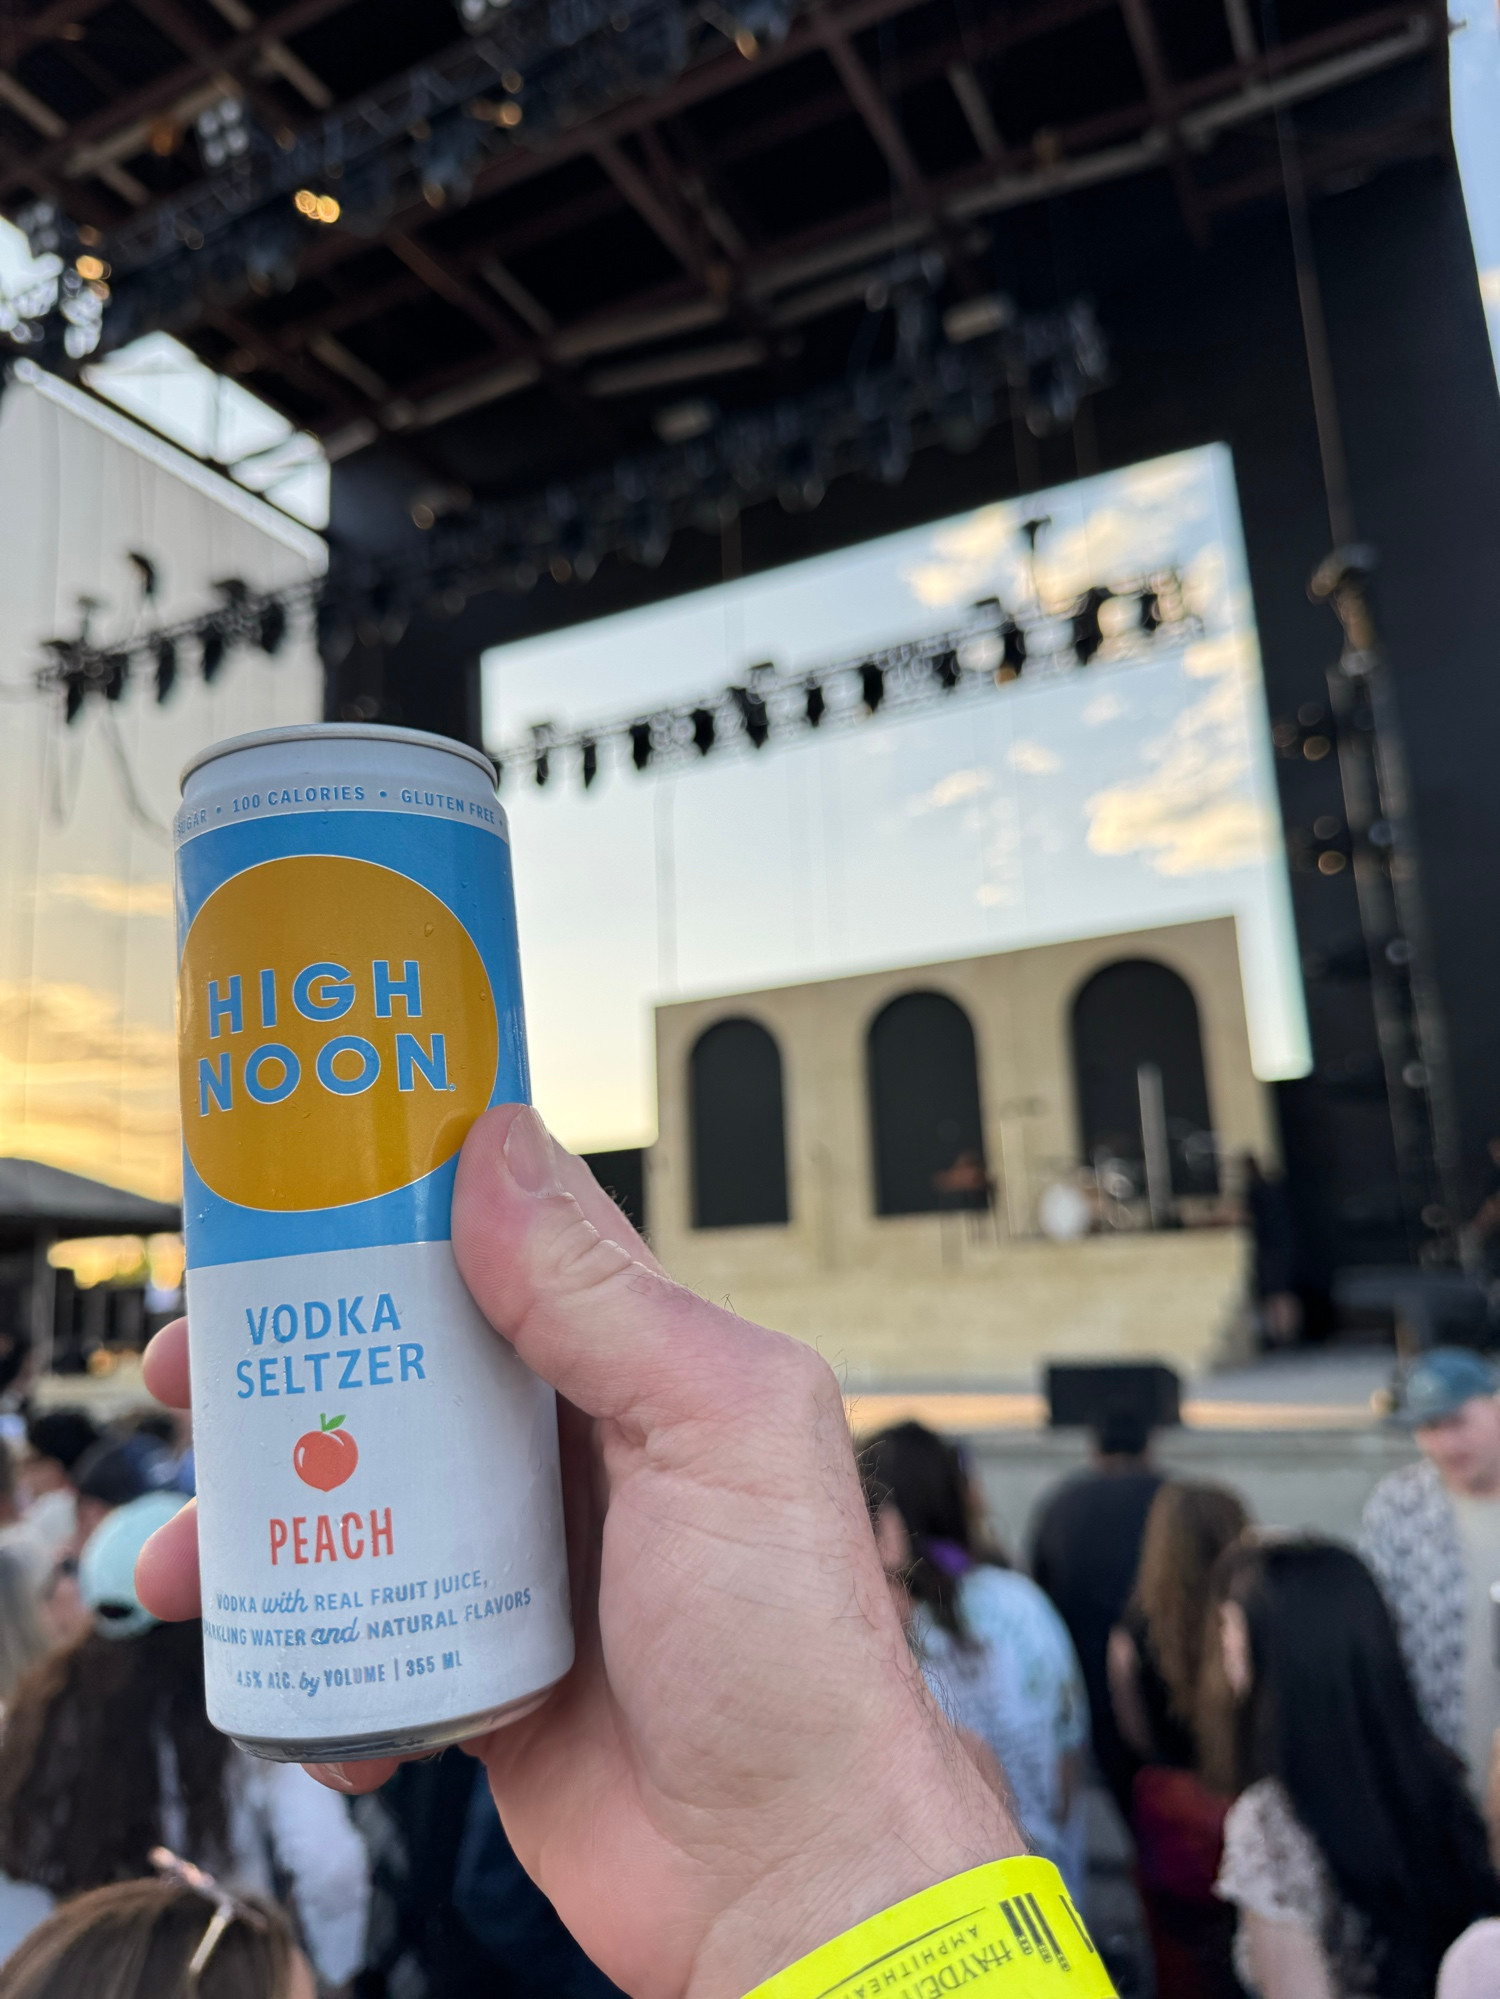 SUGAR • 100 CALORIES • GLUTEN FREE •
HIGH
NOON
VODKA
SELTZER
PEACH
VODKA with REAL FRUIT JUICE,
SPARKLING WATER and NATURAL FLAVORS
4.5% ALC. by VOLUME | 355 ML
HAYDEN
AMPHITHEA